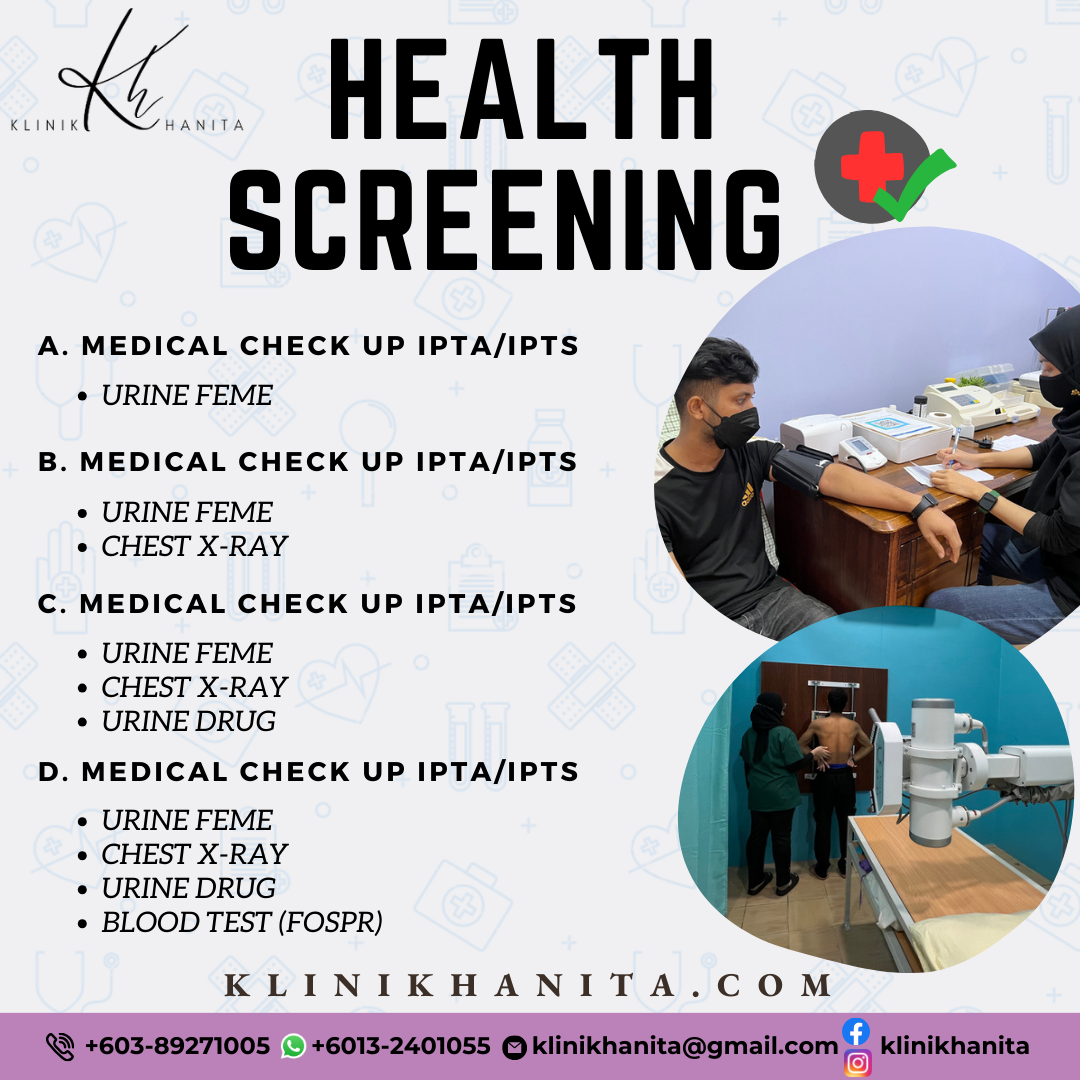 Kh
KLINIK HANITA
HEALTH
SCREENING
A. MEDICAL CHECK UP IPTA/IPTS
• URINE FEME
B. MEDICAL CHECK UP IPTA/IPTS
• URINE FEME
• CHEST X-RAY
C. MEDICAL CHECK UP IPTA/IPTS
• URINE FEME
• CHEST X-RAY
• URINE DRUG
D. MEDICAL CHECK UP IPTA/IPTS
• URINE FEME
• CHEST X-RAY
• URINE DRUG
• BLOOD TEST (FOSPR)
KLINIKHANITA.COM
+603-89271005 +6013-2401055 klinikhanita@gmail.com klinikhanita